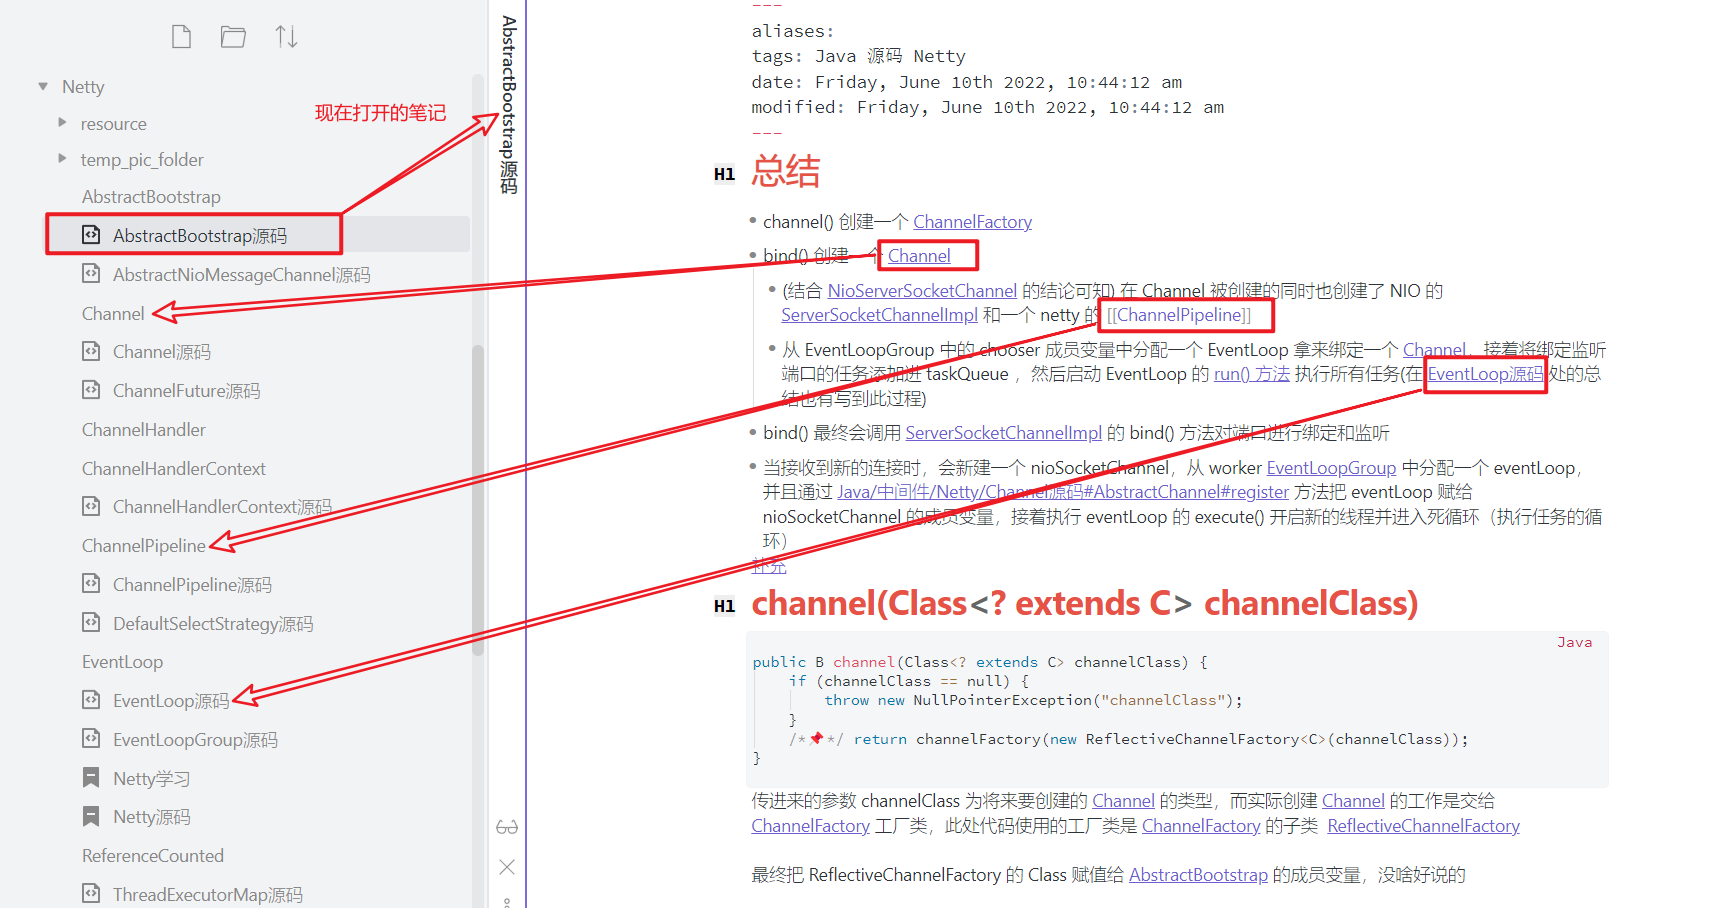 Netty
resource
temp_pic_folder
AbstractBootstrap
AbstractBootstrap源码
AbstractNioMessageChannel源码
Channel
Channel源码
ChannelFuture源码
ChannelHandler
ChannelHandlerContext
ChannelHandlerContext源码
ChannelPipeline
ChannelPipeline源码
DefaultSelectStrategy源码
EventLoop
EventLoop源码
EventLoopGroup源码
Netty学习
Netty源码
ReferenceCounted
ThreadExecutorMap源码
现在打开的笔记
AbstractBootstrap源码
---
aliases:
tags: Java 源码 Netty
date: Friday, June 10th 2022, 10:44:12 am
modified: Friday, June 10th 2022, 10:44:12 am
---
H1 总结
• channel() 创建一个 ChannelFactory
• bind() 创建一个 Channel
• (结合 NioServerSocketChannel 的结论可知) 在 Channel 被创建的同时也创建了 NIO 的
ServerSocketChannelImpl 和一个 netty 的 [[ChannelPipeline]]
• 从 EventLoopGroup 中的 chooser 成员变量中分配一个 EventLoop 拿来绑定一个 Channel，接着将绑定监听
端口的任务添加进 taskQueue ，然后启动 EventLoop 的 run() 方法 执行所有任务(在 EventLoop源码 处的总
结也有写到此过程)
• bind() 最终会调用 ServerSocketChannelImpl 的 bind() 方法对端口进行绑定和监听
• 当接收到新的连接时，会新建一个 nioSocketChannel，从 worker EventLoopGroup 中分配一个 eventLoop，
并且通过 Java/中间件/Netty/Channel源码#AbstractChannel#register 方法把 eventLoop 赋给
nioSocketChannel 的成员变量，接着执行 eventLoop 的 execute() 开启新的线程并进入死循环（执行任务的循
环）
补充
H1 channel(Class<? extends C> channelClass)
Java
public B channel(Class<? extends C> channelClass) {
if (channelClass == null) {
throw new NullPointerException("channelClass");
}
/*📌*/ return channelFactory(new ReflectiveChannelFactory<C>(channelClass));
}
传进来的参数 channelClass 为将来要创建的 Channel 的类型，而实际创建 Channel 的工作是交给
ChannelFactory 工厂类，此处代码使用的工厂类是 ChannelFactory 的子类 ReflectiveChannelFactory
最终把 ReflectiveChannelFactory 的 Class 赋值给 AbstractBootstrap 的成员变量，没啥好说的